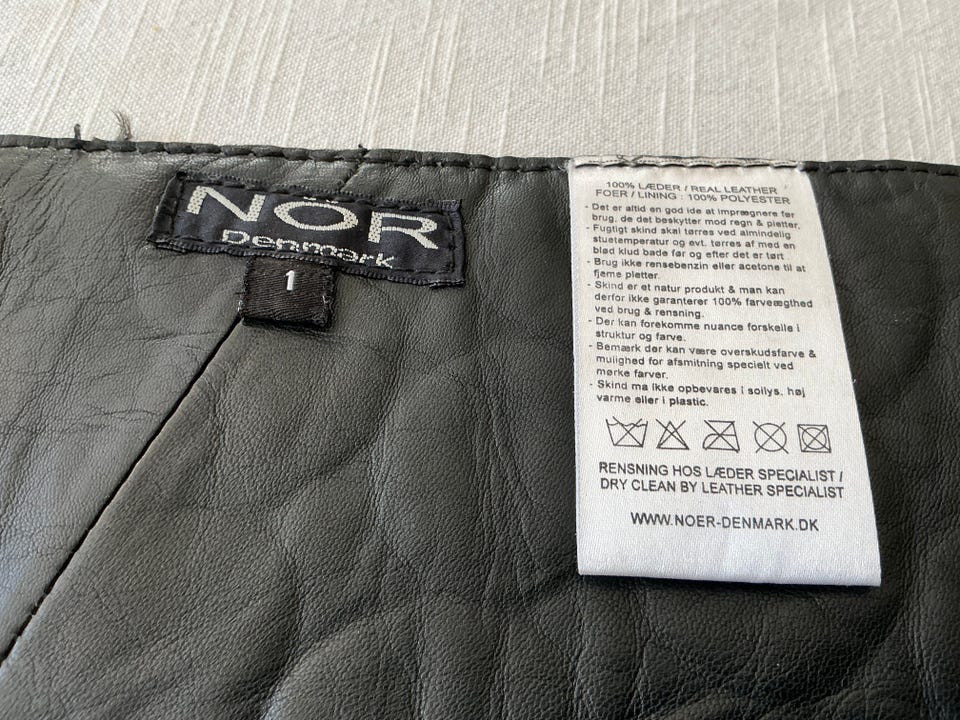 NÖR
Denmark
1
100% LÆDER / REAL LEATHER
FOER / LINING : 100% POLYESTER
- Det er altid en god ide at imprægnere før
brug, de det beskytter mod regn & pletter.
- Fugtigt skind skal tørres ved almindelig
stuetemperatur og evt. tørres af med en
blød klud bade før og efter det er tørt
- Brug ikke rensebenzin eller acetone til at
fjerne pletter.
- Skind er et natur produkt & man kan
derfor ikke garanterer 100% farveægthed
ved brug & rensning.
- Der kan forekomme nuance forskelle i
struktur og farve.
- Bemærk der kan være overskudsfarve &
mulighed for afsmitning specielt ved
mørke farver.
- Skind ma ikke opbevares i sollys, høj
varme eller i plastic.
RENSNING HOS LÆDER SPECIALIST /
DRY CLEAN BY LEATHER SPECIALIST
WWW.NOER-DENMARK.DK